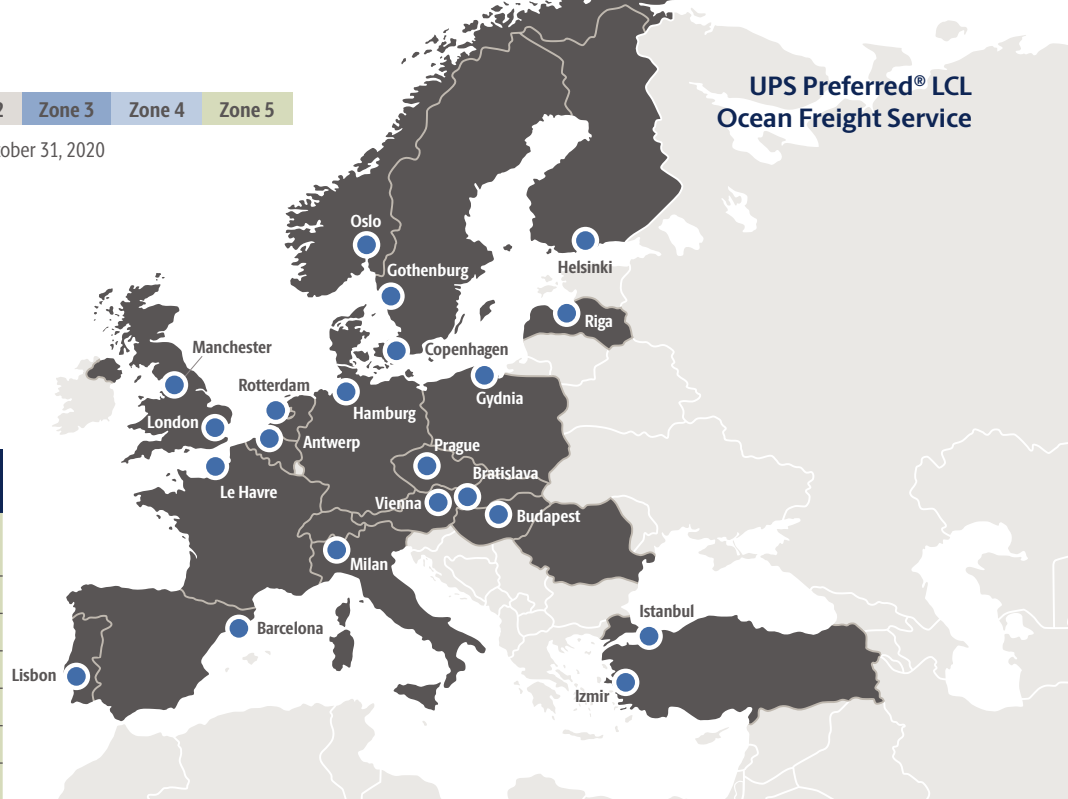 UPS Preferred® LCL
Ocean Freight Service
2
Zone 3
Zone 4
Zone 5
tober 31, 2020
Oslo
Gothenburg
Helsinki
Riga
Manchester
Copenhagen
Rotterdam
Gydnia
Hamburg
London
Antwerp
Prague
Bratislava
Le Havre
Vienna
Budapest
Milan
Istanbul
Barcelona
Lisbon
Izmir